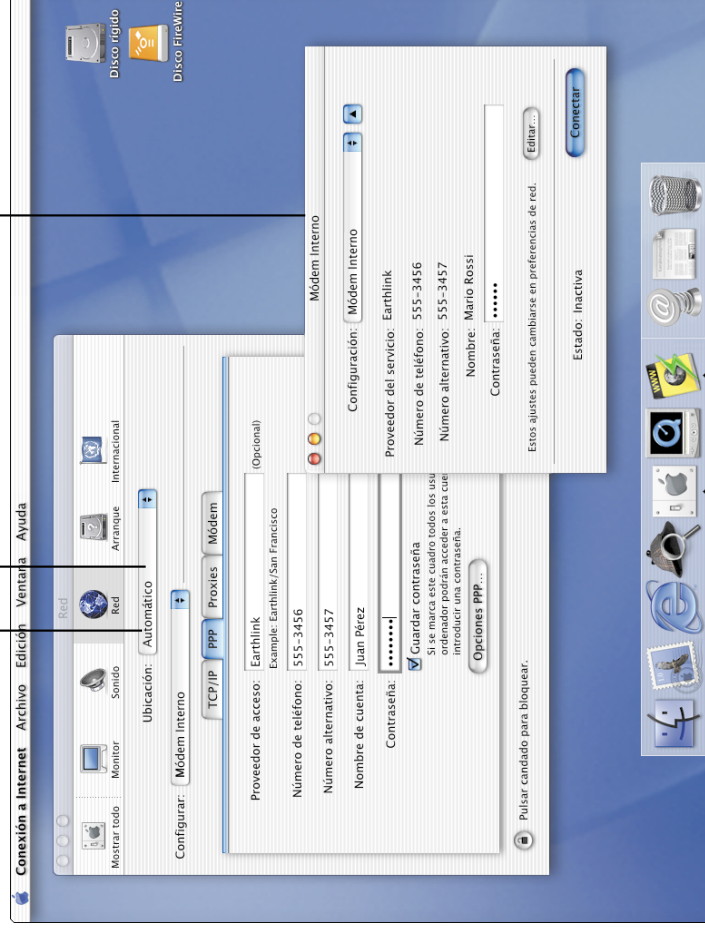 Conexión a Internet Archivo Edición Ventana Ayuda
Disco rígido
Disco FireWire
Red
Mostrar todo Monitor Sonido Red Arranque Internacional
Ubicación: Automático
Configurar: Módem Interno
TCP/IP PPP Proxies Módem
Proveedor de acceso: Earthlink (Opcional)
Example: Earthlink/San Francisco
Número de teléfono: 555-3456
Número alternativo: 555-3457
Nombre de cuenta: Juan Pérez
Contraseña: ••••••••
Guardar contraseña
Si se marca este cuadro todos los usu
ordenador podrán acceder a esta cue
introducir una contraseña.
Opciones PPP...
Pulsar candado para bloquear.
Módem Interno
Configuración: Módem Interno
Proveedor del servicio: Earthlink
Número de teléfono: 555-3456
Número alternativo: 555-3457
Nombre: Mario Rossi
Contraseña: ••••••
Estos ajustes pueden cambiarse en preferencias de red. Editar...
Estado: Inactiva Conectar
WWW